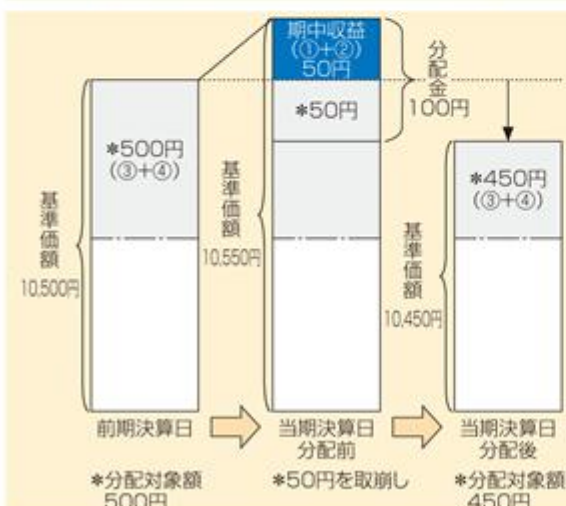 期中収益
(①+②)
50円
*50円
分配金
100円
*500円
(③+④)
基準価額
10,500円
基準価額
10,550円
*450円
(③+④)
基準価額
10,450円
前期決算日
当期決算日
分配前
当期決算日
分配後
*分配対象額
500円
*50円を取崩し
*分配対象額
450円